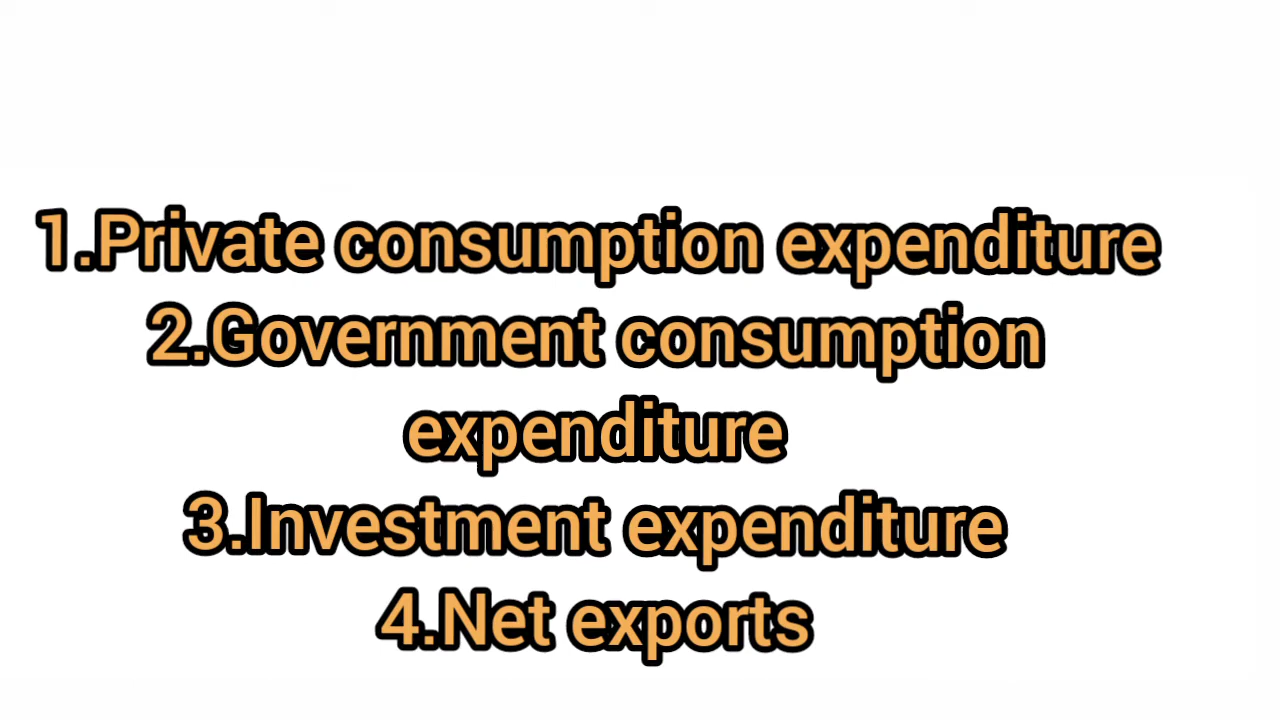 1.Private consumption expenditure
2.Government consumption
expenditure
3.Investment expenditure
4.Net exports